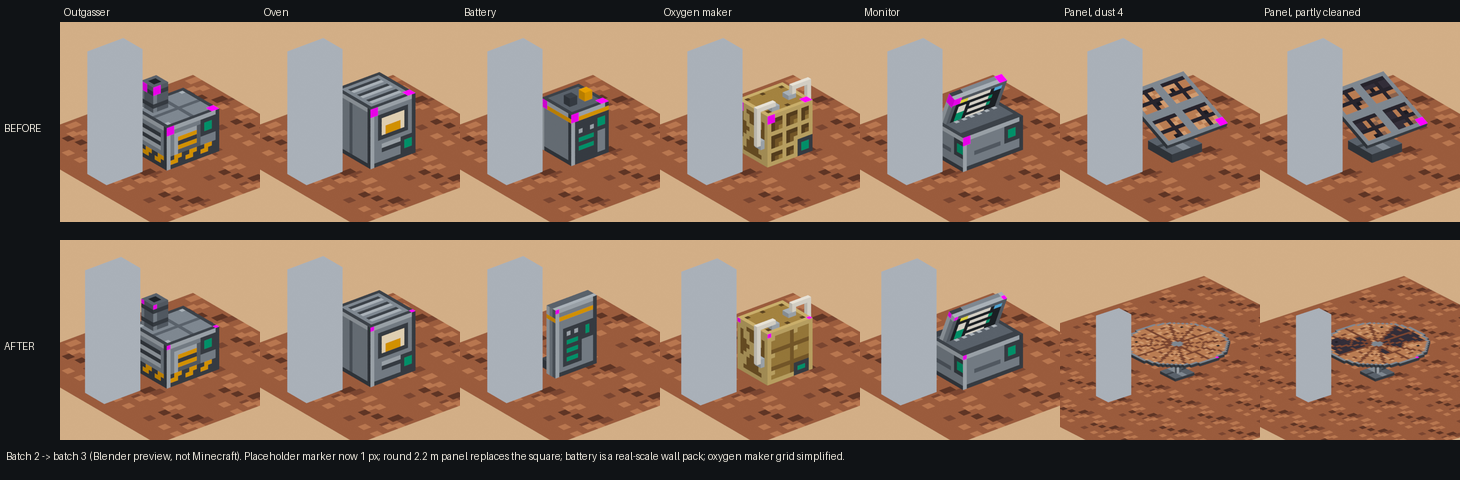 Outgasser Oven Battery Oxygen maker Monitor Panel, dust 4 Panel, partly cleaned
BEFORE
AFTER
Batch 2 -> batch 3 (Blender preview, not Minecraft). Placeholder marker now 1 px; round 2.2 m panel replaces the square; battery is a real-scale wall pack; oxygen maker grid simplified.